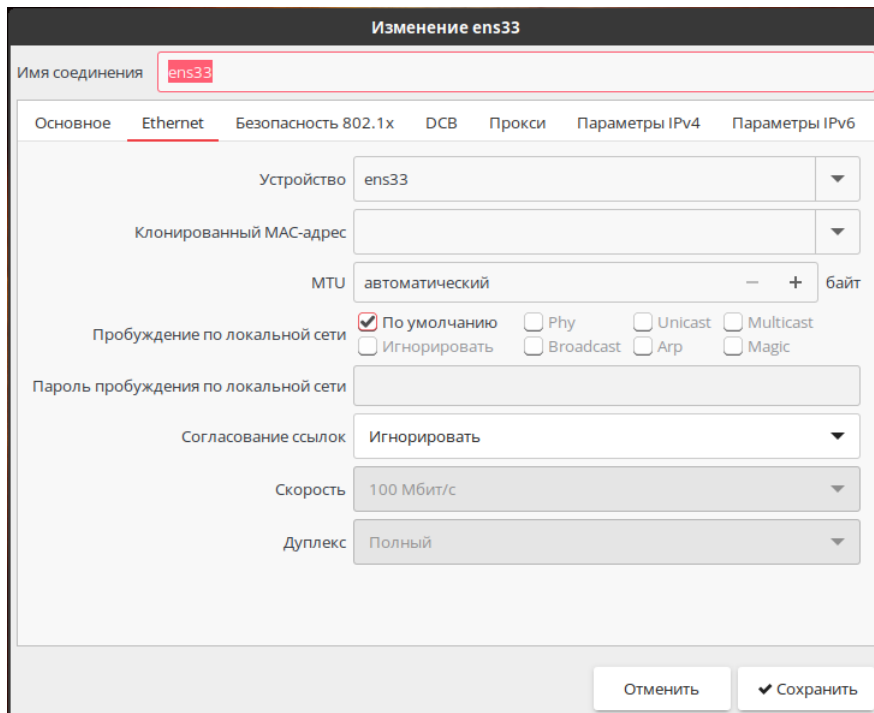 Изменение ens33
Имя соединения ens33
Основное Ethernet Безопасность 802.1x DCB Прокси Параметры IPv4 Параметры IPv6
Устройство ens33
Клонированный MAC-адрес
MTU автоматический − + байт
Пробуждение по локальной сети
По умолчанию Phy Unicast Multicast
Игнорировать Broadcast Arp Magic
Пароль пробуждения по локальной сети
Согласование ссылок Игнорировать
Скорость 100 Мбит/с
Дуплекс Полный
Отменить Сохранить